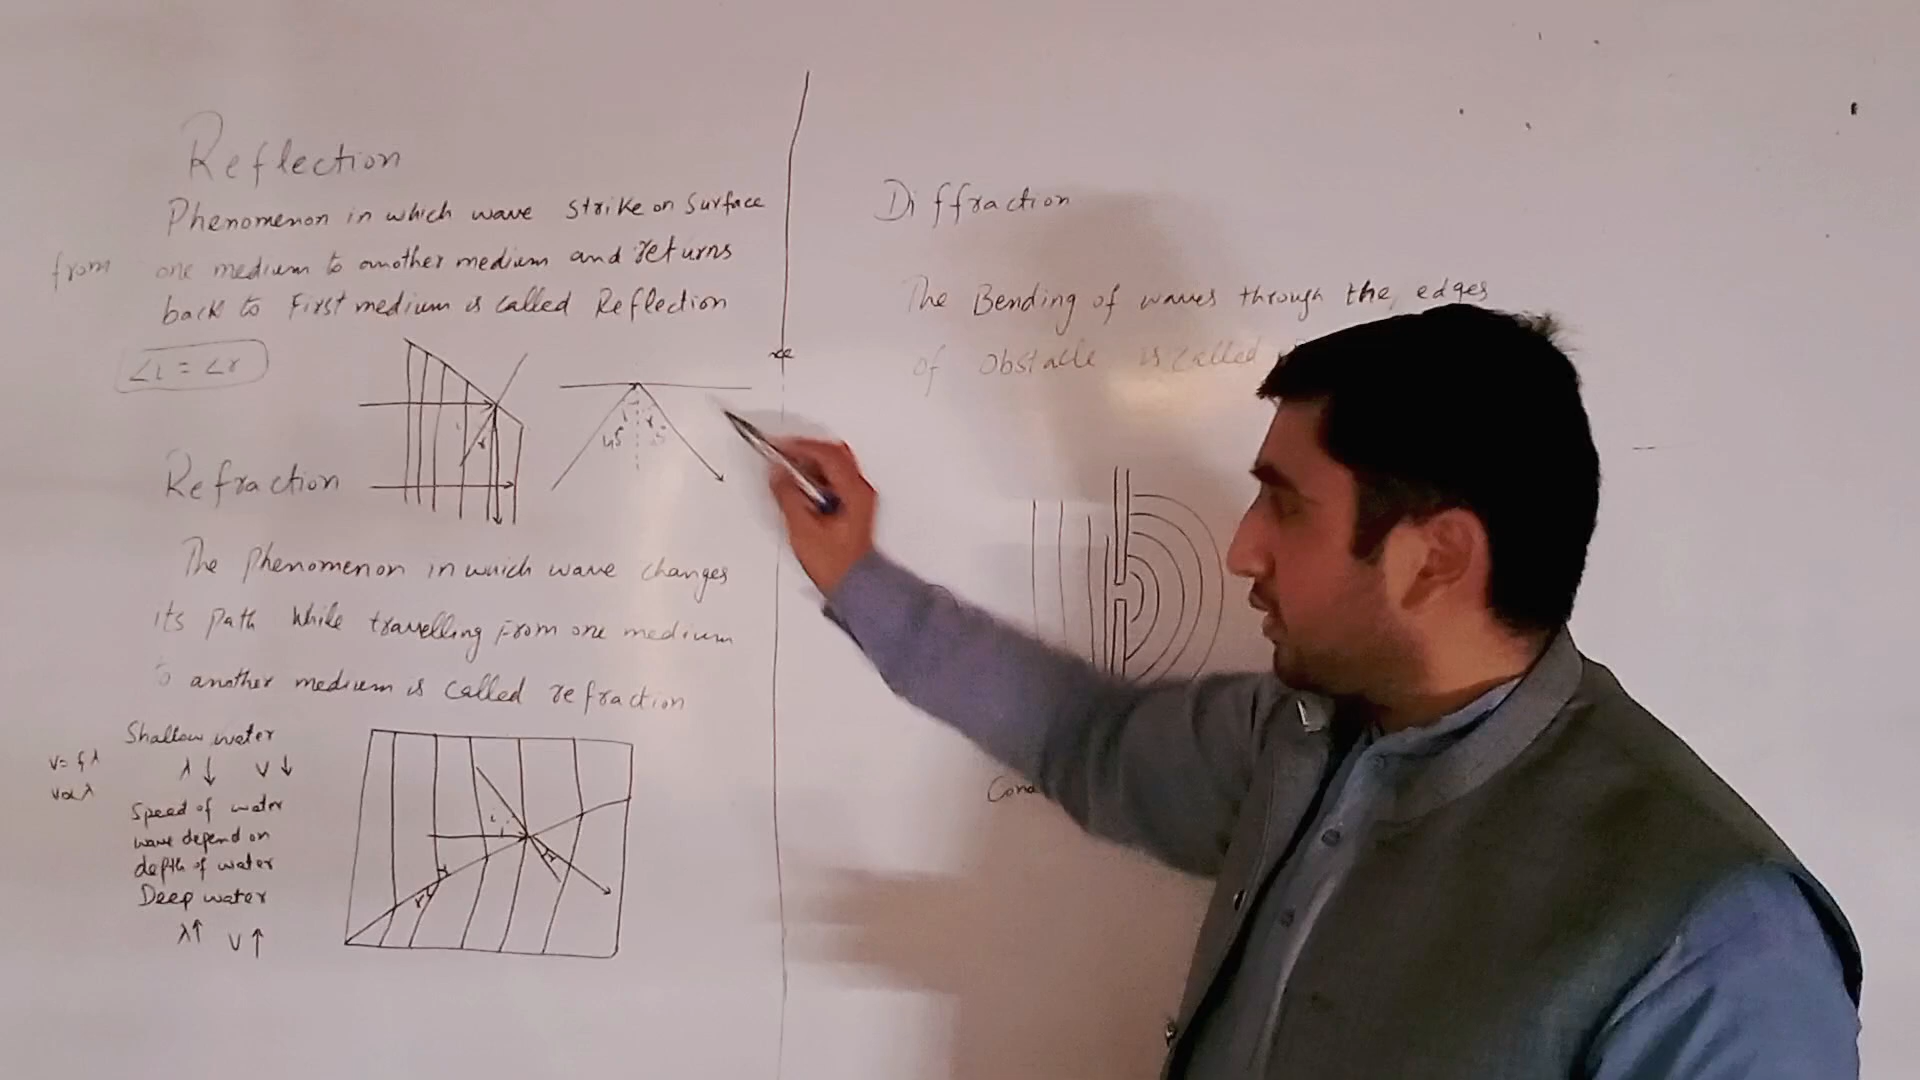 Reflection
Phenomenon in which wave strike on surface
from one medium to another medium and returns
back to First medium is called Reflection
∠i = ∠r
i
r
i
r
45°
45°
Refraction
The phenomenon in which wave changes
its path while travelling from one medium
to another medium is called refraction
Shallow water
λ↓ v↓
v= fλ
v∝λ
Speed of water
wave depend on
depth of water
Deep water
λ↑ v↑
i
r
r
Diffraction
The Bending of waves through the edges
of obstacle is called